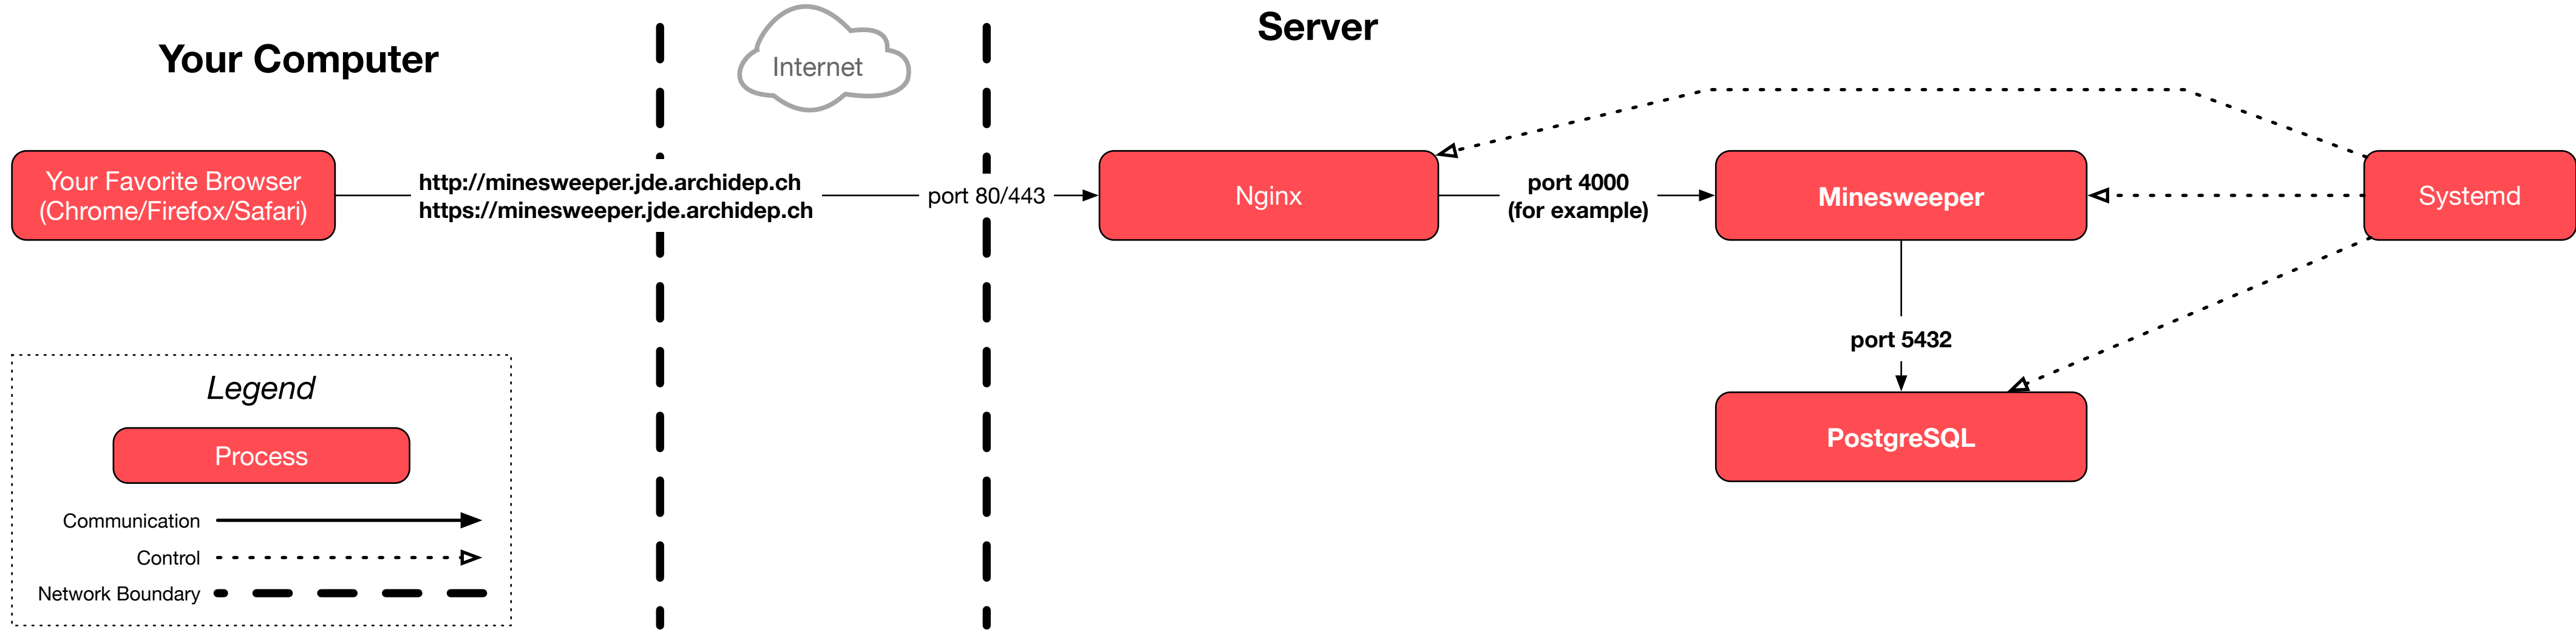 Your Computer
Internet
Server
Your Favorite Browser
(Chrome/Firefox/Safari)
http://minesweeper.jde.archidep.ch
https://minesweeper.jde.archidep.ch
port 80/443
Nginx
port 4000
(for example)
Minesweeper
Systemd
port 5432
PostgreSQL
Legend
Process
Communication
Control
Network Boundary